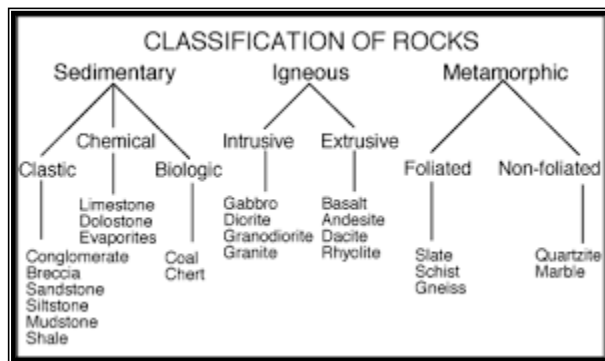 CLASSIFICATION OF ROCKS
Sedimentary
Igneous
Metamorphic
Chemical
Intrusive
Extrusive
Clastic
Biologic
Foliated
Non-foliated
Limestone
Dolostone
Evaporites
Gabbro
Diorite
Granodiorite
Granite
Basalt
Andesite
Dacite
Rhyolite
Conglomerate
Breccia
Sandstone
Siltstone
Mudstone
Shale
Coal
Chert
Slate
Schist
Gneiss
Quartzite
Marble